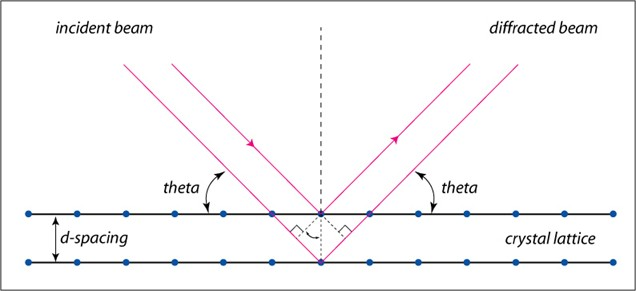 incident beam
diffracted beam
theta
theta
d-spacing
crystal lattice